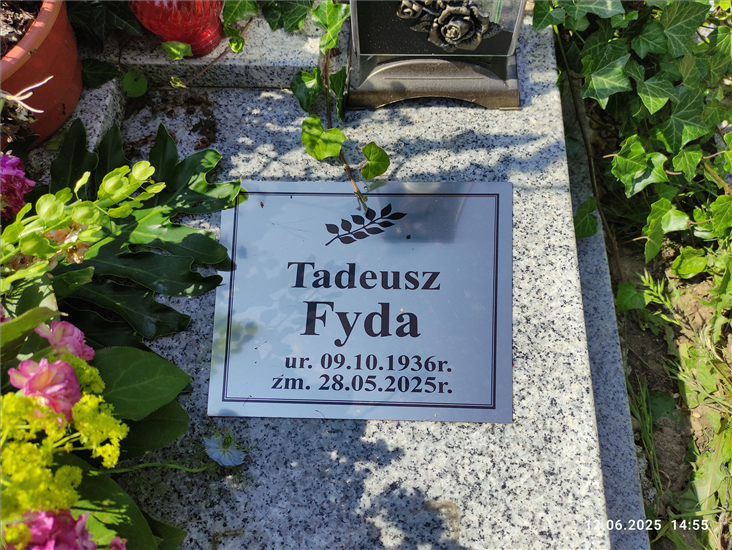 Tadeusz
Fyda
ur. 09.10.1936r.
zm. 28.05.2025r.
12.06.2025 14:55